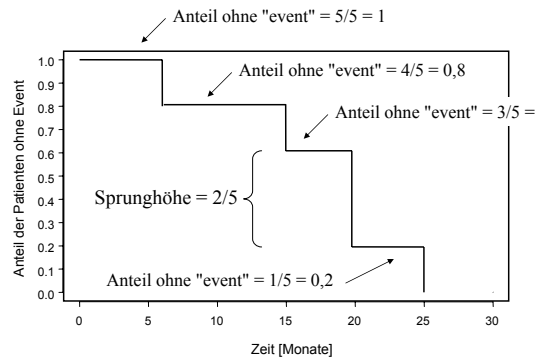 Anteil ohne "event" = 5/5 = 1
Anteil ohne "event" = 4/5 = 0,8
Anteil ohne "event" = 3/5 =
Sprunghöhe = 2/5
Anteil ohne "event" = 1/5 = 0,2
Anteil der Patienten ohne Event
1.0
0.9
0.8
0.7
0.6
0.5
0.4
0.3
0.2
0.1
0.0
0 5 10 15 20 25 30
Zeit [Monate]